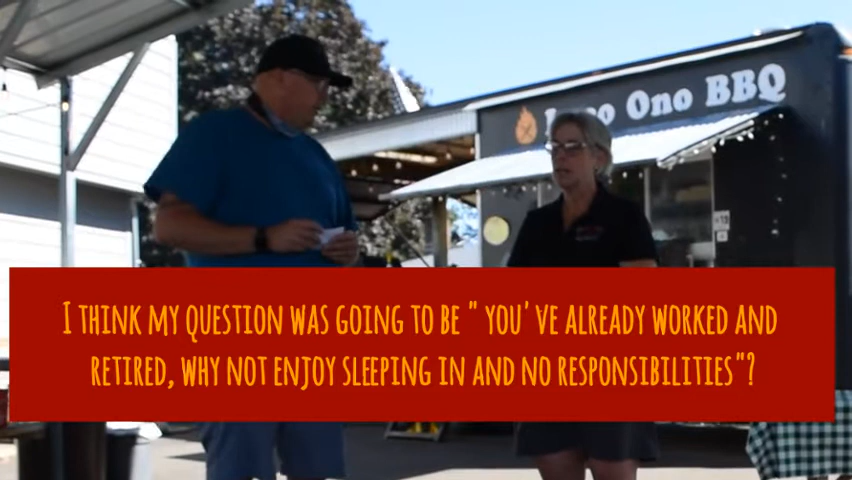 Ono BBQ
I THINK MY QUESTION WAS GOING TO BE " YOU'VE ALREADY WORKED AND
RETIRED, WHY NOT ENJOY SLEEPING IN AND NO RESPONSIBILITIES"?